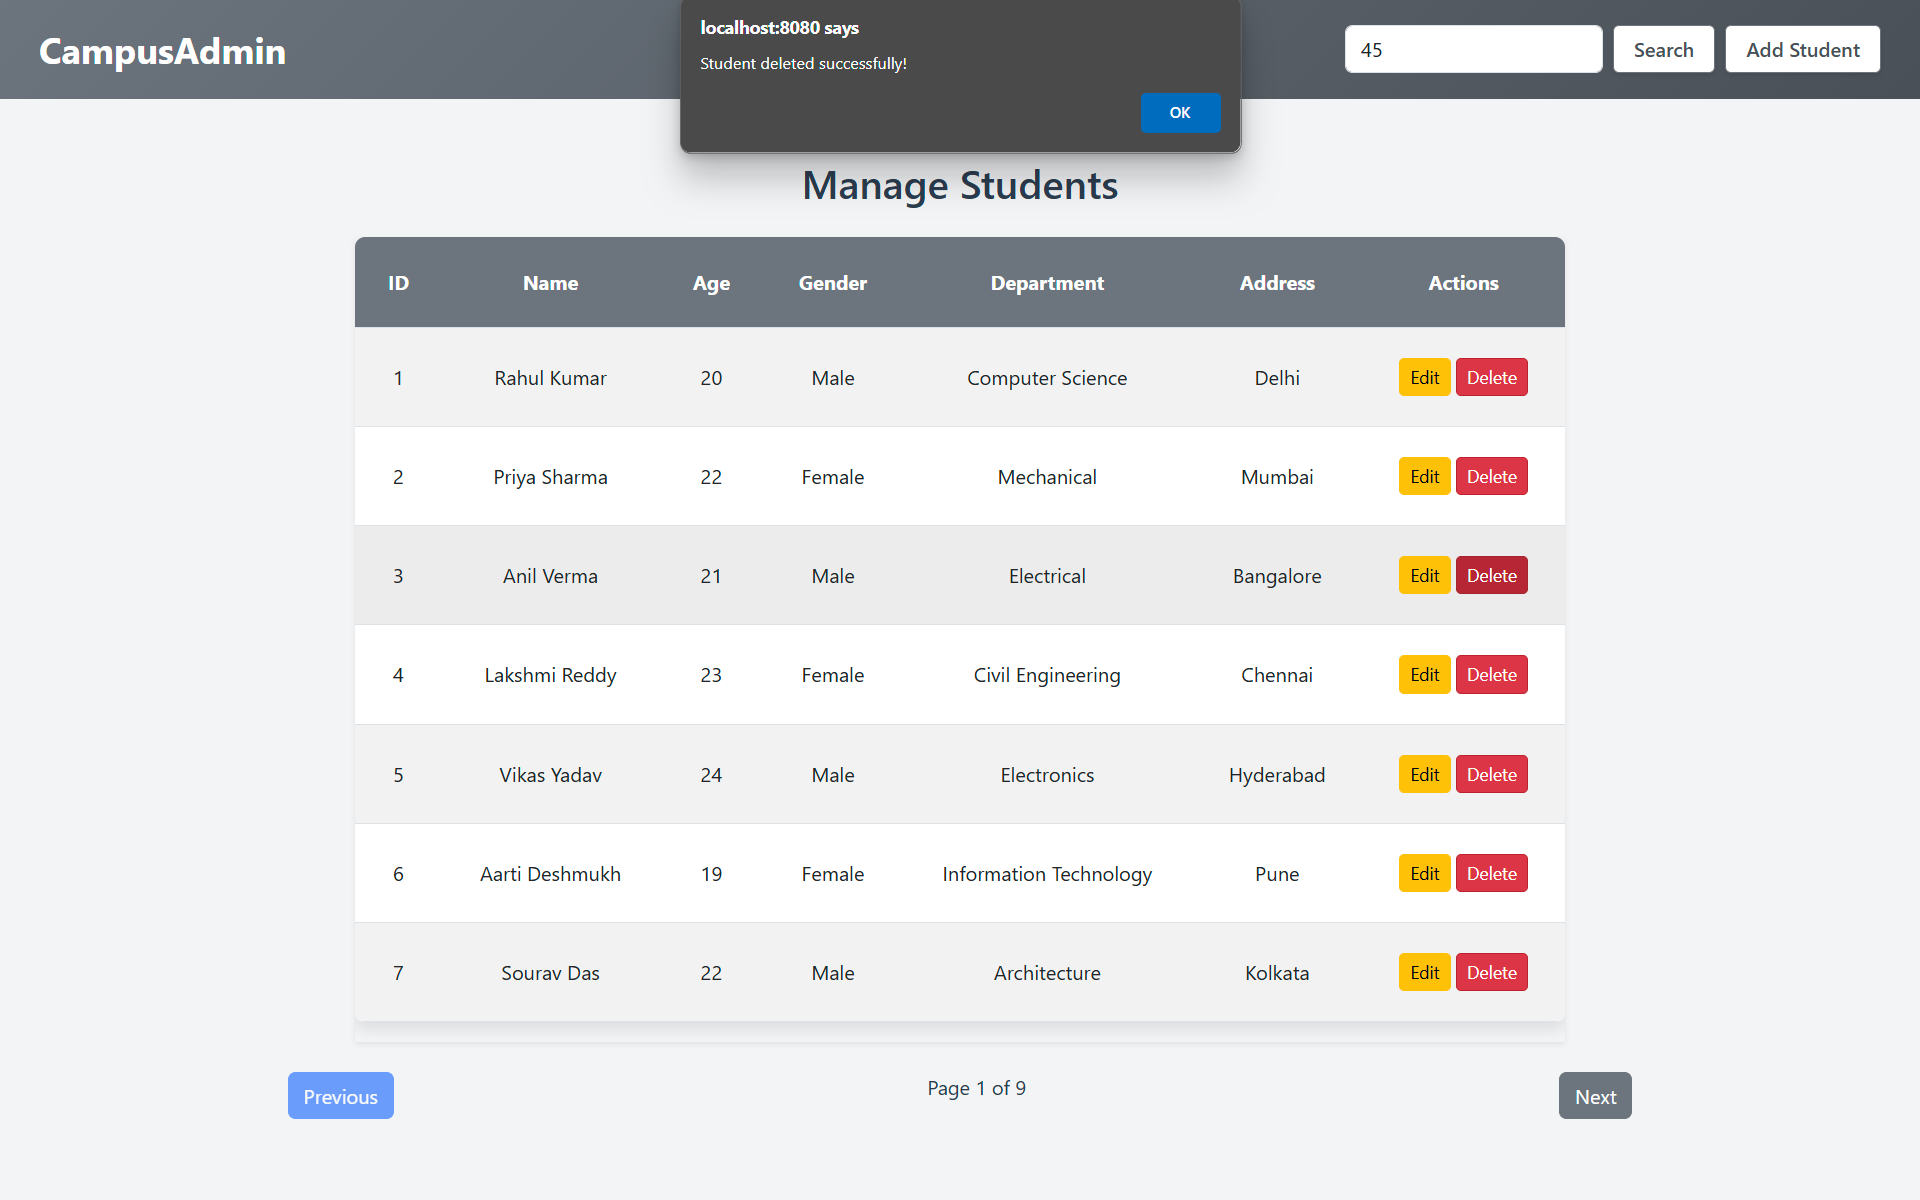 CampusAdmin
localhost:8080 says
Student deleted successfully!
OK
45
Search
Add Student
Manage Students
ID Name Age Gender Department Address Actions
1 Rahul Kumar 20 Male Computer Science Delhi Edit Delete
2 Priya Sharma 22 Female Mechanical Mumbai Edit Delete
3 Anil Verma 21 Male Electrical Bangalore Edit Delete
4 Lakshmi Reddy 23 Female Civil Engineering Chennai Edit Delete
5 Vikas Yadav 24 Male Electronics Hyderabad Edit Delete
6 Aarti Deshmukh 19 Female Information Technology Pune Edit Delete
7 Sourav Das 22 Male Architecture Kolkata Edit Delete
Previous
Page 1 of 9
Next